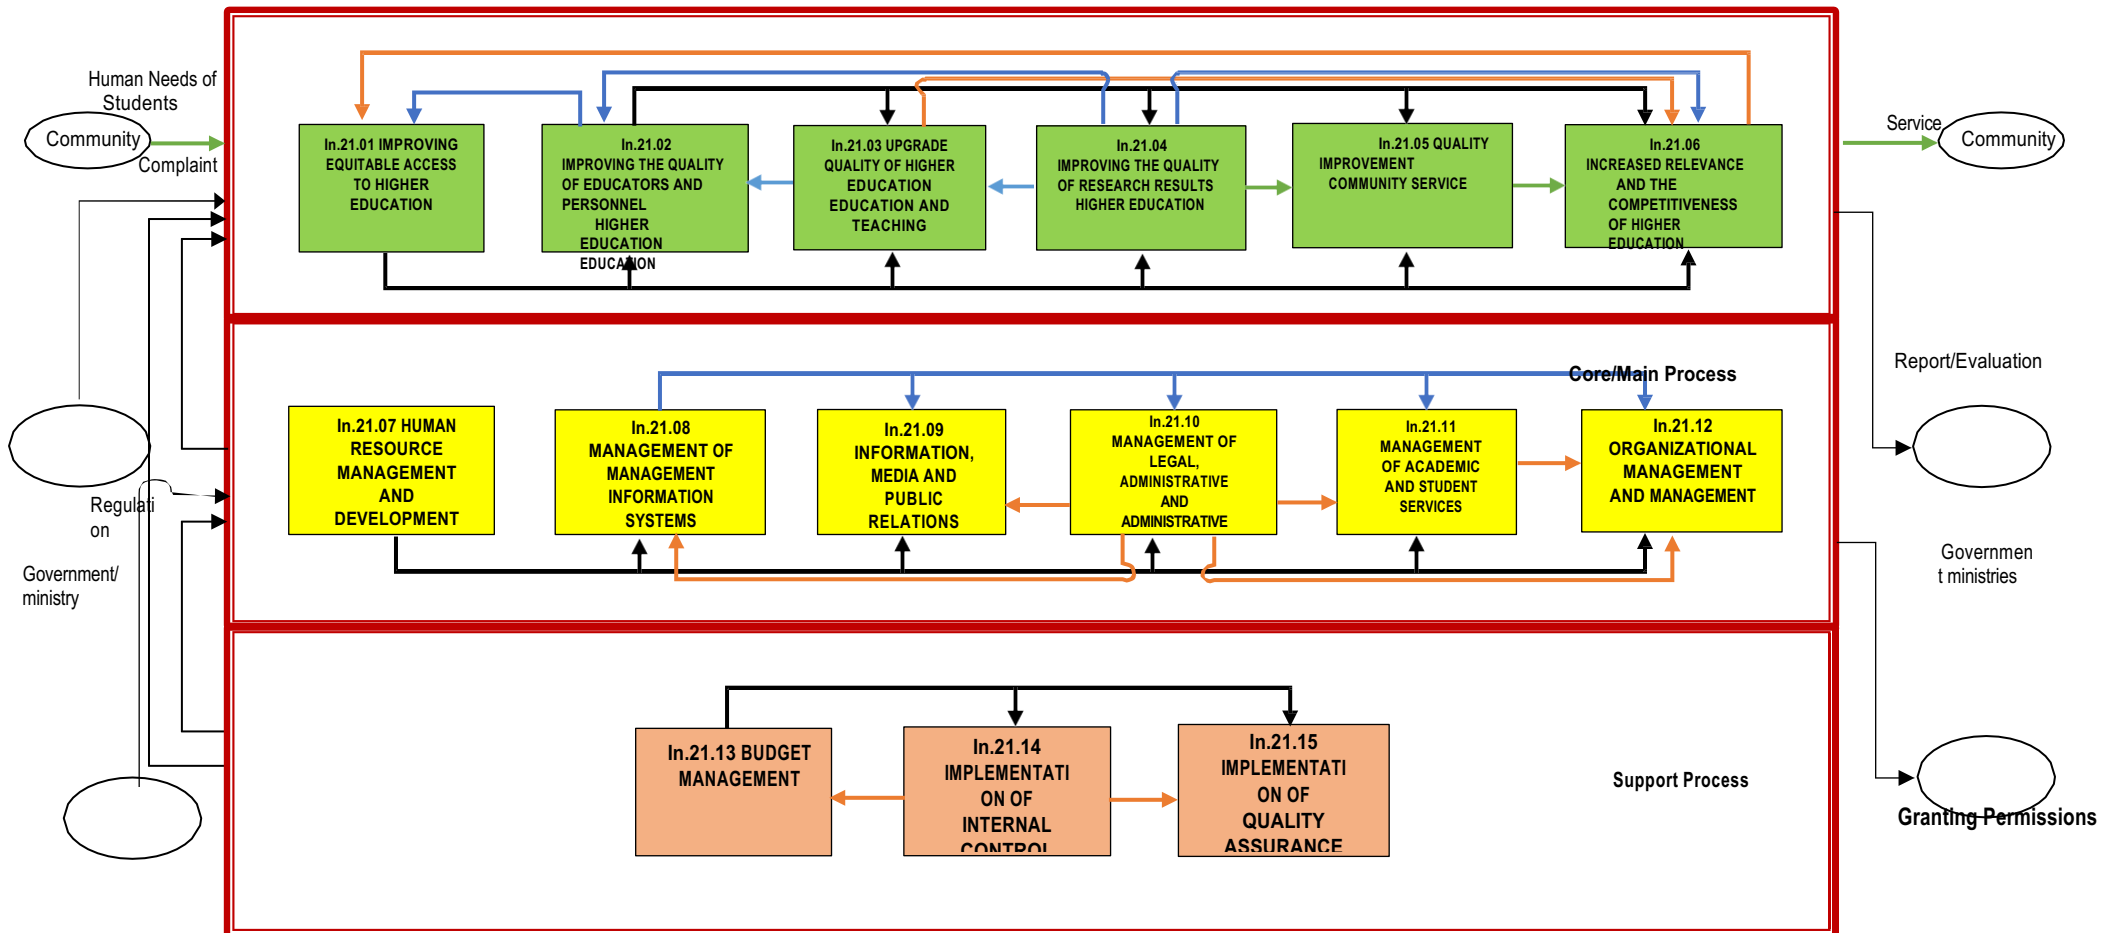 Human Needs of
Students
Community
Complaint
In.21.01 IMPROVING
EQUITABLE ACCESS
TO HIGHER
EDUCATION
In.21.02
IMPROVING THE QUALITY
OF EDUCATORS AND
PERSONNEL
HIGHER
EDUCATION
EDUCATION
In.21.03 UPGRADE
QUALITY OF HIGHER
EDUCATION
EDUCATION AND
TEACHING
In.21.04
IMPROVING THE QUALITY
OF RESEARCH RESULTS
HIGHER EDUCATION
In.21.05 QUALITY
IMPROVEMENT
COMMUNITY SERVICE
In.21.06
INCREASED RELEVANCE
AND THE
COMPETITIVENESS
OF HIGHER
EDUCATION
Service
Community
Core/Main Process
Report/Evaluation
In.21.07 HUMAN
RESOURCE
MANAGEMENT
AND
DEVELOPMENT
In.21.08
MANAGEMENT OF
MANAGEMENT
INFORMATION
SYSTEMS
In.21.09
INFORMATION,
MEDIA AND
PUBLIC
RELATIONS
In.21.10
MANAGEMENT OF
LEGAL,
ADMINISTRATIVE
AND
ADMINISTRATIVE
In.21.11
MANAGEMENT
OF ACADEMIC
AND STUDENT
SERVICES
In.21.12
ORGANIZATIONAL
MANAGEMENT
AND MANAGEMENT
Regulati
on
Government/
ministry
Governmen
t ministries
In.21.13 BUDGET
MANAGEMENT
In.21.14
IMPLEMENTATI
ON OF
INTERNAL
CONTROL
In.21.15
IMPLEMENTATI
ON OF
QUALITY
ASSURANCE
Support Process
Granting Permissions